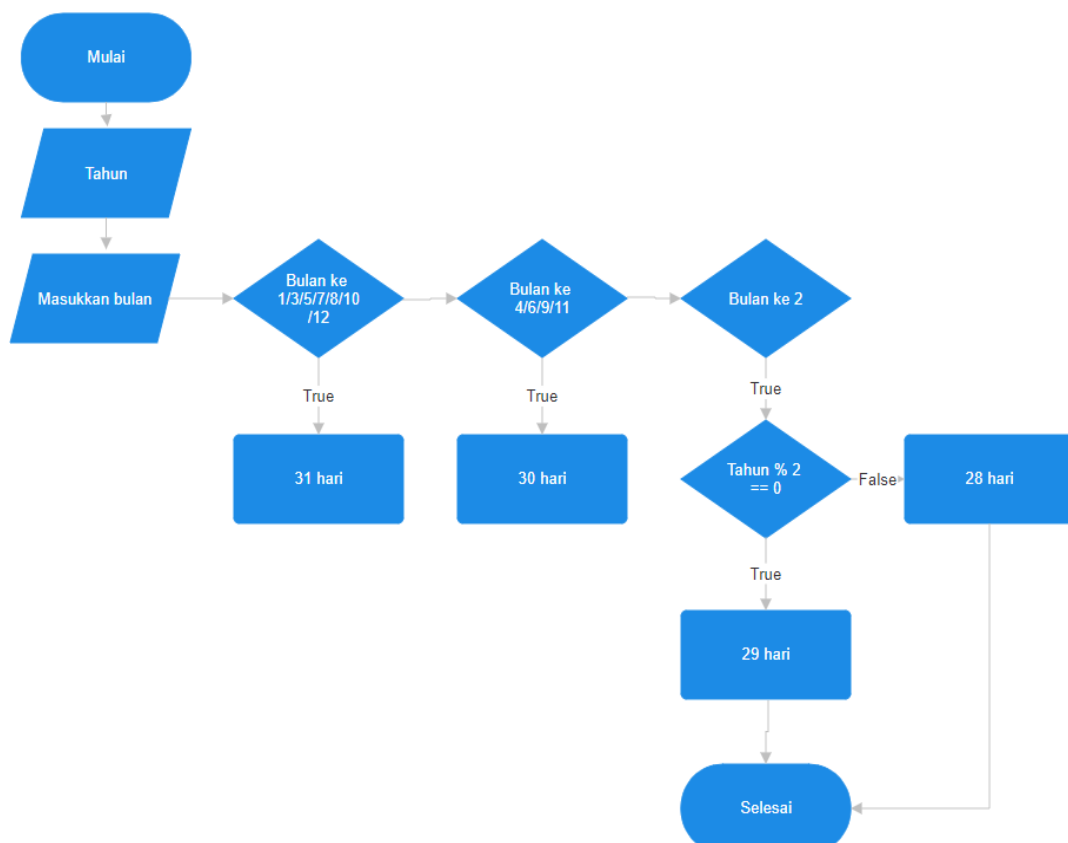 Mulai
Tahun
Masukkan bulan
Bulan ke
1/3/5/7/8/10
/12
Bulan ke
4/6/9/11
Bulan ke 2
True
True
True
31 hari
30 hari
Tahun % 2
== 0
False
28 hari
True
29 hari
Selesai